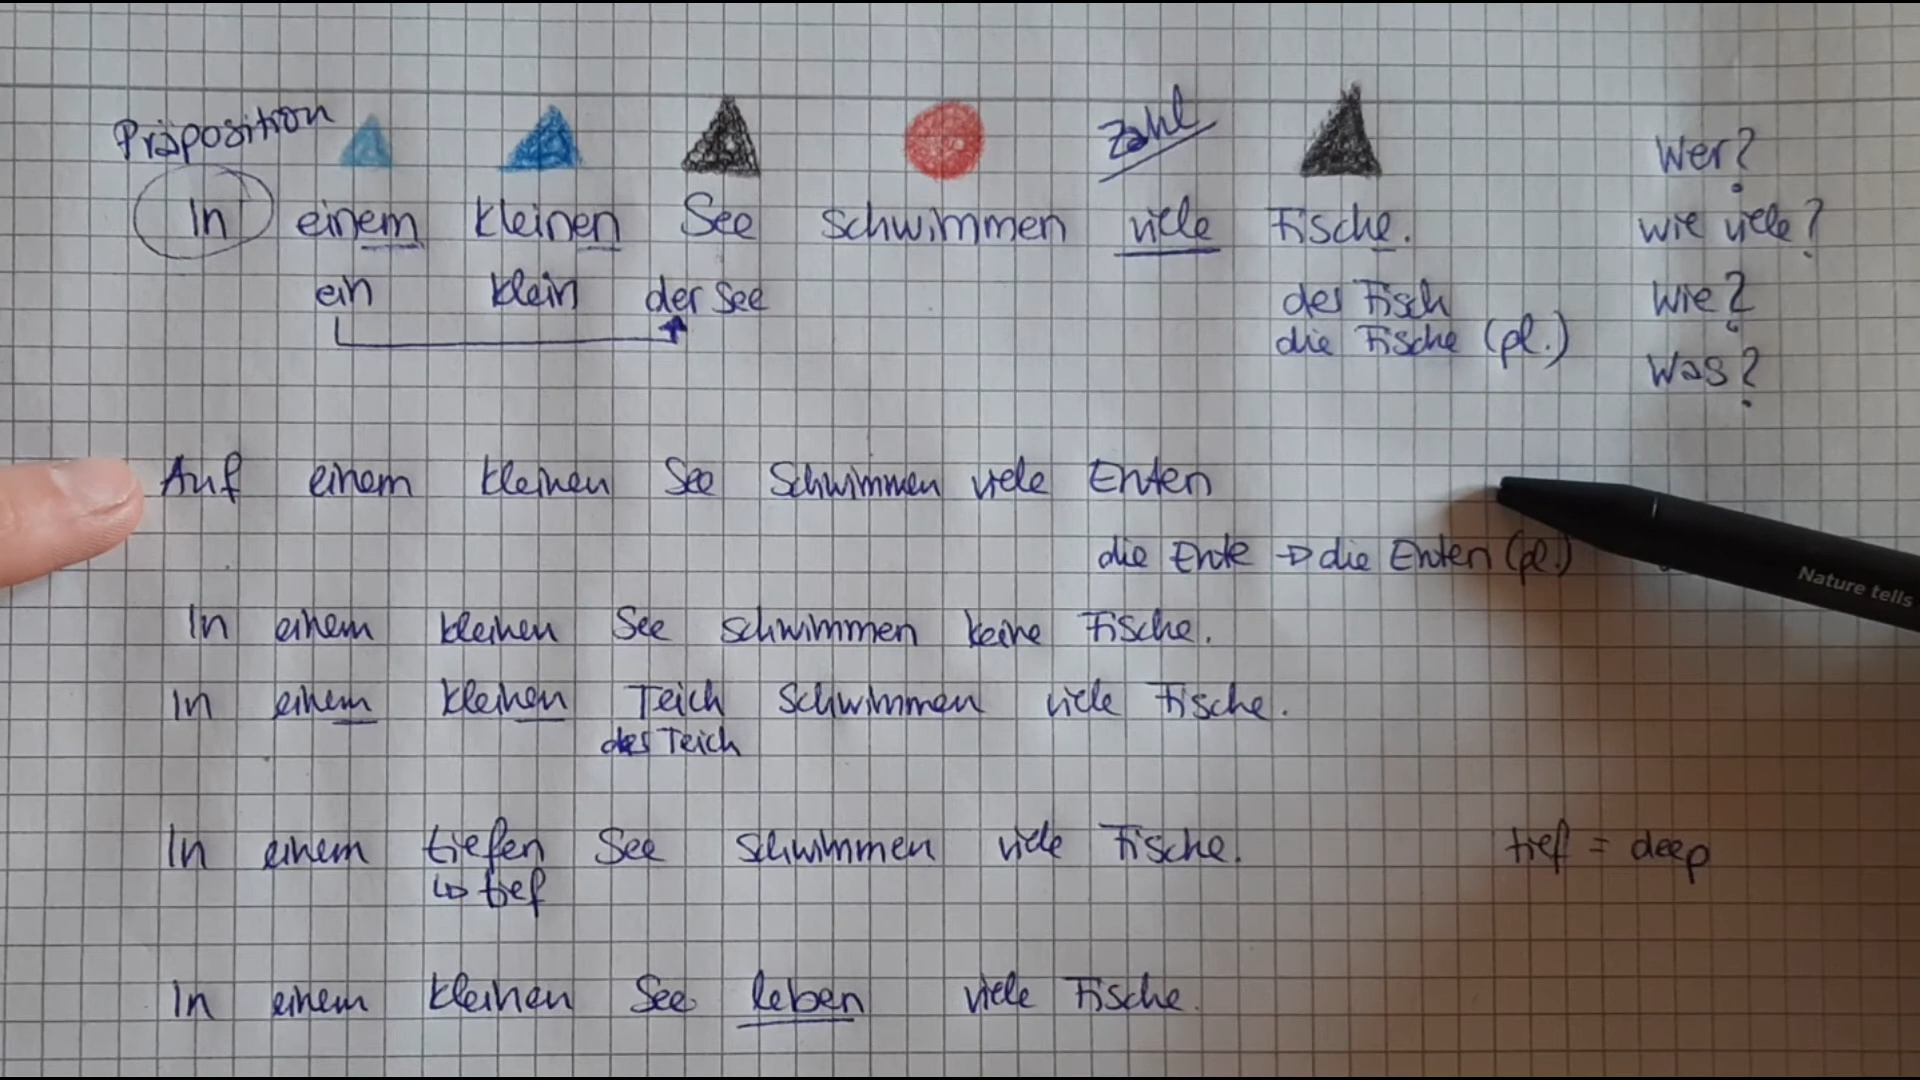 Präposition Zahl
Wer?
In einem kleinen See schwimmen viele Fische.
wie viele?
ein klein der See der Fisch
Wie?
die Fische (pl.)
Was?
Auf einem kleinen See schwimmen viele Enten
die Ente → die Enten (pl.)
Nature tells
In einem kleinen See schwimmen keine Fische.
In einem kleinen Teich schwimmen viele Fische.
der Teich
In einem tiefen See schwimmen viele Fische.
tief = deep
↳ tief
In einem kleinen See leben viele Fische.